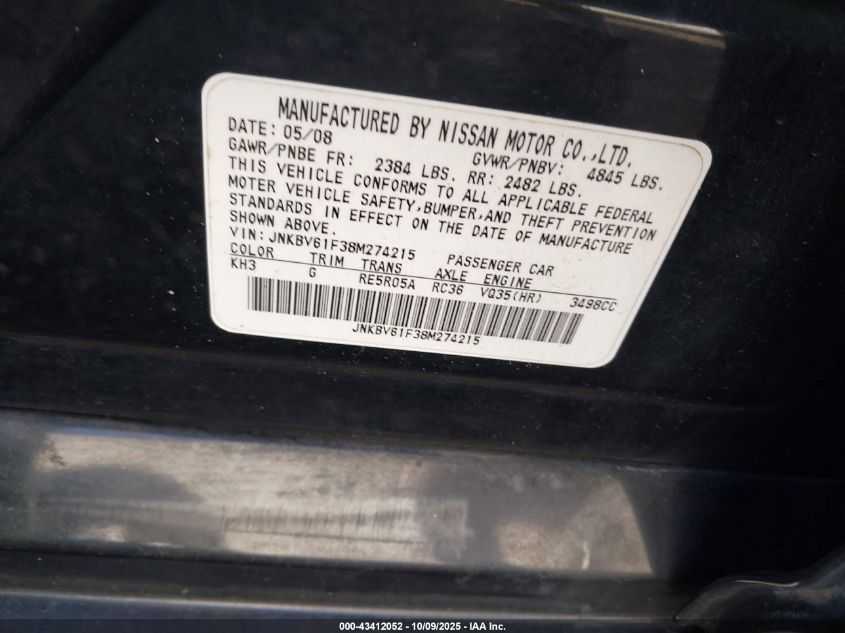 MANUFACTURED BY NISSAN MOTOR CO.,LTD.
DATE: 05/08 GVWR/PNBV: 4845 LBS.
GAWR/PNBE FR: 2384 LBS. RR: 2482 LBS.
THIS VEHICLE CONFORMS TO ALL APPLICABLE FEDERAL
MOTOR VEHICLE SAFETY,BUMPER,AND THEFT PREVENTION
STANDARDS IN EFFECT ON THE DATE OF MANUFACTURE
SHOWN ABOVE.
VIN: JNKBV61F38M274215 PASSENGER CAR
COLOR TRIM TRANS AXLE ENGINE
KH3 G RE5R05A RC36 VQ35(HR) 3498CC
JNKBV61F38M274215
000-43412052 - 10/09/2025 - IAA Inc.